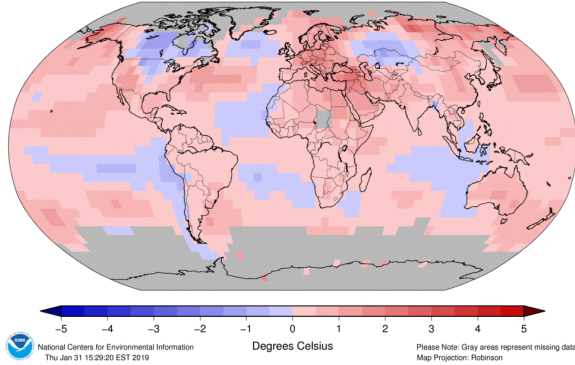 -5 -4 -3 -2 -1 0 1 2 3 4 5
Degrees Celsius
NOAA
National Centers for Environmental Information
Thu Jan 31 15:29:20 EST 2019
Please Note: Gray areas represent missing data
Map Projection: Robinson